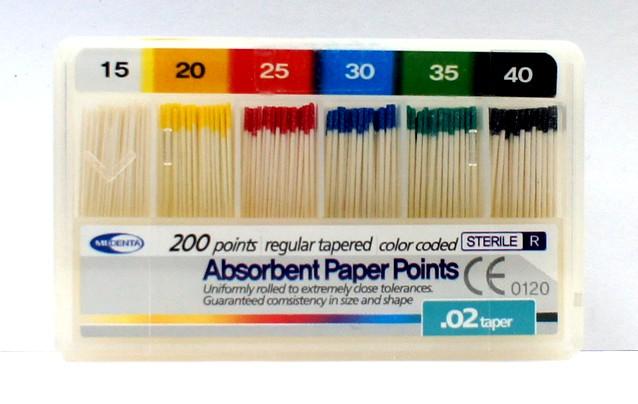 15 20 25 30 35 40
MEDENTA
200 points regular tapered color coded STERILE R
Absorbent Paper Points
CE 0120
Uniformly rolled to extremely close tolerances.
Guaranteed comsistency in size and shape
.02 taper